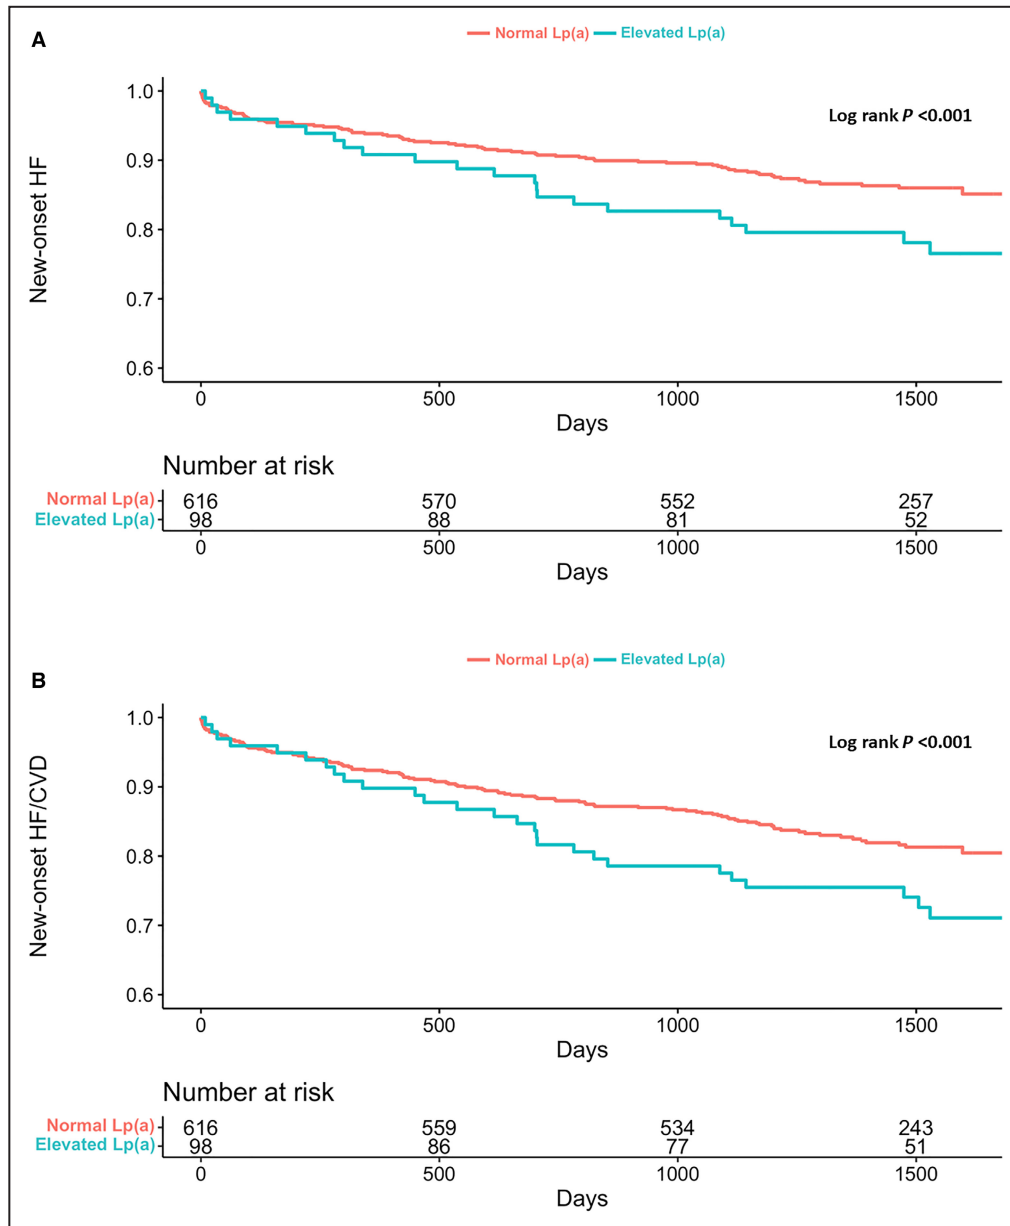 A
Normal Lp(a) Elevated Lp(a)
Log rank P <0.001
New-onset HF
1.0
0.9
0.8
0.7
0.6
0 500 1000 1500
Days
Number at risk
Normal Lp(a) 616 570 552 257
Elevated Lp(a) 98 88 81 52
0 500 1000 1500
Days
B
Normal Lp(a) Elevated Lp(a)
Log rank P <0.001
New-onset HF/CVD
1.0
0.9
0.8
0.7
0.6
0 500 1000 1500
Days
Number at risk
Normal Lp(a) 616 559 534 243
Elevated Lp(a) 98 86 77 51
0 500 1000 1500
Days